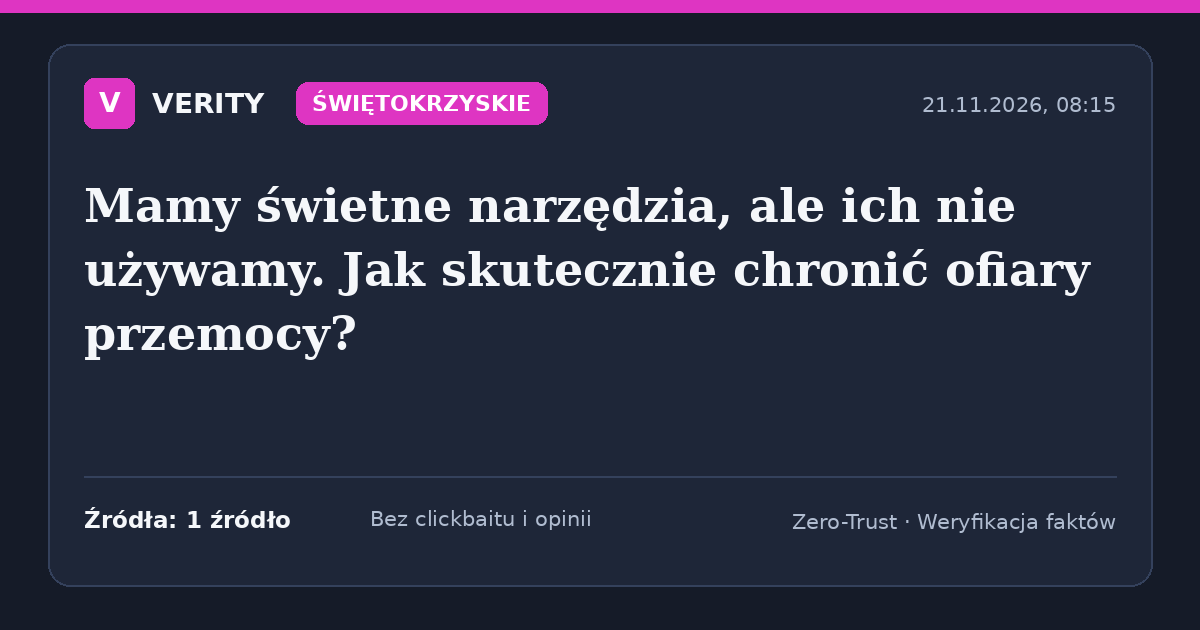 V VERITY ŚWIĘTOKRZYSKIE 21.11.2026, 08:15
Mamy świetne narzędzia, ale ich nie
używamy. Jak skutecznie chronić ofiary
przemocy?
Źródła: 1 źródło Bez clickbaitu i opinii Zero-Trust · Weryfikacja faktów